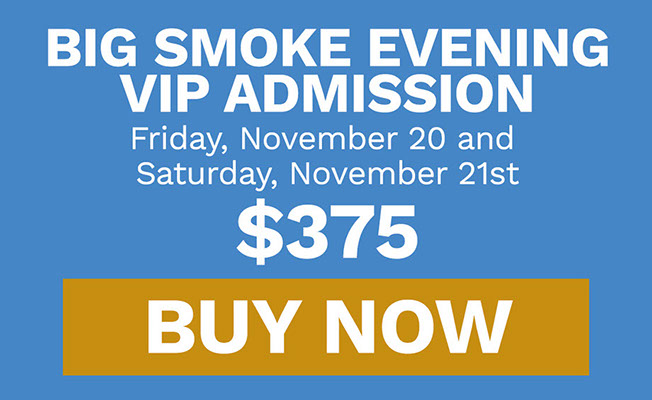 BIG SMOKE EVENING
VIP ADMISSION
Friday, November 20 and
Saturday, November 21st
$375
BUY NOW